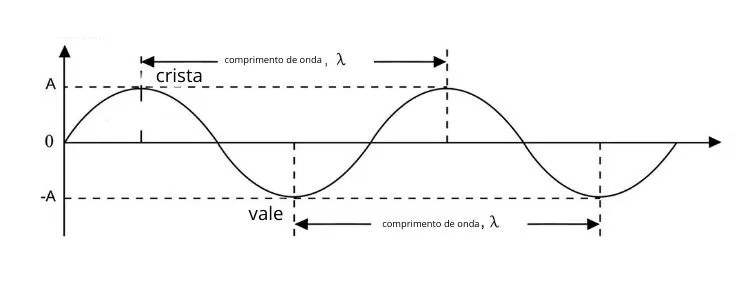 comprimento de onda, λ
crista
A
0
-A
vale
comprimento de onda, λ